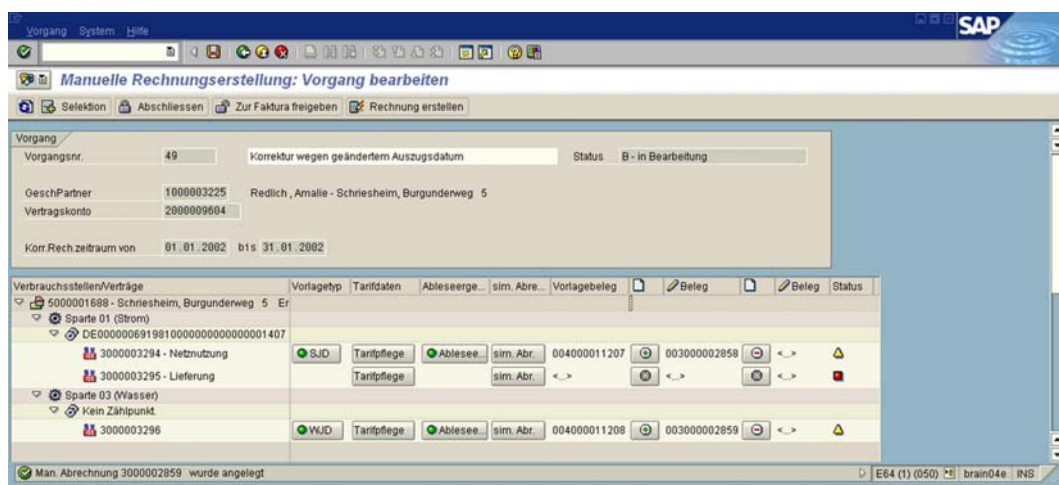 Vorgang System Hilfe
SAP
Manuelle Rechnungserstellung: Vorgang bearbeiten
Selektion Abschliessen Zur Faktura freigeben Rechnung erstellen
Vorgang
Vorgangsnr. 49 Korrektur wegen geändertem Auszugsdatum Status B - in Bearbeitung
GeschPartner 1000003225 Redlich , Amalie - Schriesheim, Burgunderweg 5
Vertragskonto 2000009604
Korr.Rech.zeitraum von 01.01.2002 bis 31.01.2002
Verbrauchsstellen/Verträge Vorlagetyp Tarifdaten Ableseerge... sim. Abre... Vorlagebeleg Beleg Beleg Status
5000001688 - Schriesheim, Burgunderweg 5 Er
Sparte 01 (Strom)
3000003294 - Netznutzung SJD Tarifpflege Ablesee.. sim. Abr. 004000011207 003000002858 <...>
3000003295 - Lieferung Tarifpflege sim. Abr. <...> <...> <...>
Sparte 03 (Wasser)
Kein Zählpunkt
3000003296 WJD Tarifpflege Ablesee.. sim. Abr. 004000011208 003000002859 <...>
Man. Abrechnung 3000002859 wurde angelegt E64 (1) (050) brain04e INS